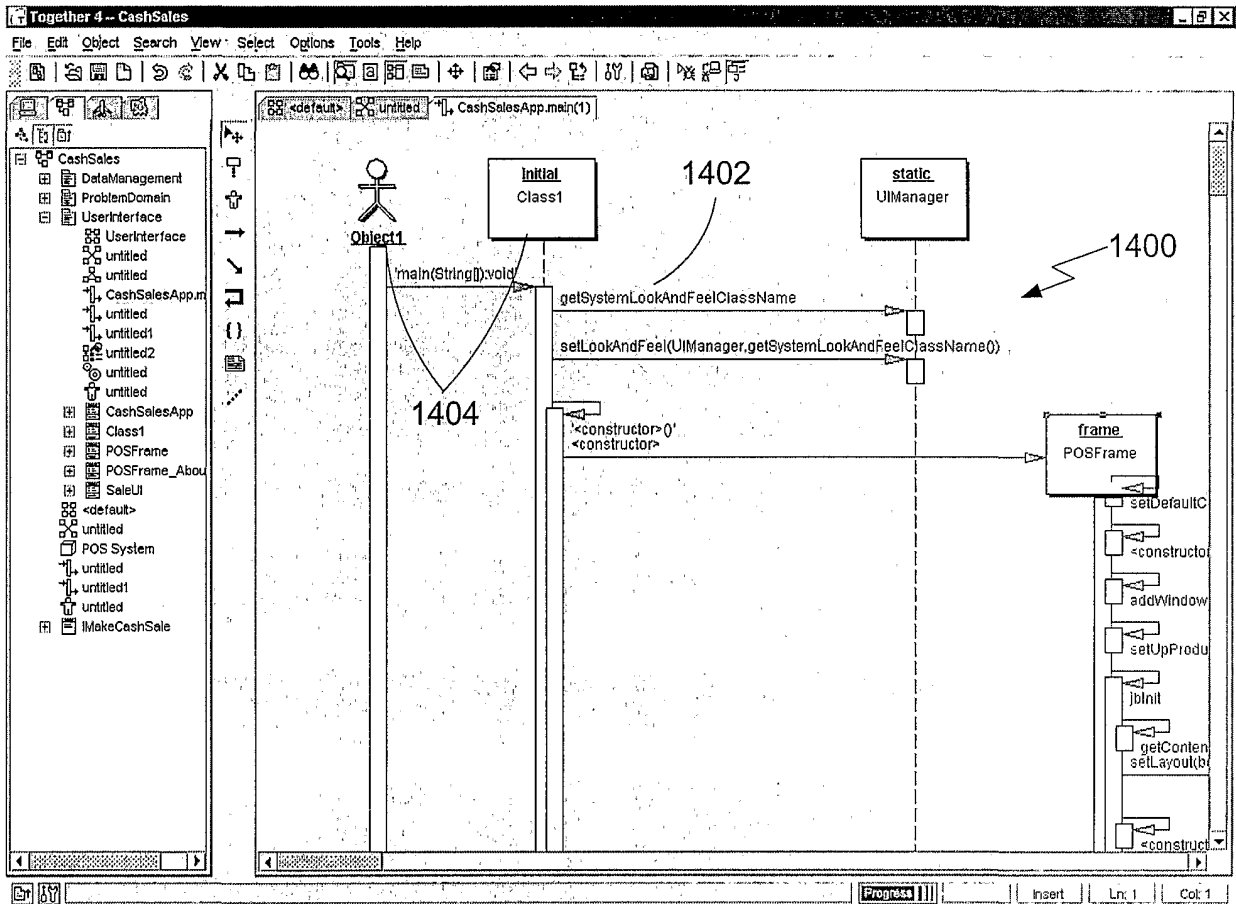 Together 4 -- CashSales
File Edit Object Search View Select Options Tools Help
<default> untitled CashSalesApp.main(1)
CashSales
DataManagement
ProblemDomain
UserInterface
UserInterface
untitled
untitled
CashSalesApp.m
untitled
untitled1
untitled2
untitled
untitled
CashSalesApp
Class1
POSFrame
POSFrame_Abou
SaleUI
<default>
untitled
POS System
untitled
untitled1
untitled
IMakeCashSale
Object1
initial
Class1
1402
static
UIManager
1400
'main(String[]):void'
getSystemLookAndFeelClassName
setLookAndFeel(UIManager.getSystemLookAndFeelClassName())
1404
'<constructor>()'
<constructor>
frame
POSFrame
setDefaultC
<constructor
addWindow
setUpProdu
jbInit
getConten
setLayout(b
<construct
Progress Insert Ln: 1 Col: 1